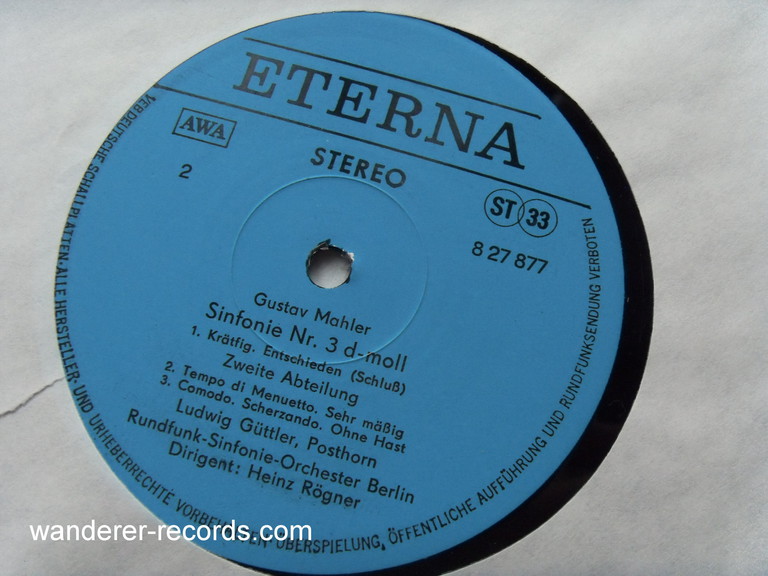 ETERNA
AWA
STEREO
2
ST 33
8 27 877
Gustav Mahler
Sinfonie Nr. 3 d-moll
1. Krätfig. Entschieden (Schluß)
Zweite Abteilung
2. Tempo di Menuetto. Sehr mäßig
3. Comodo. Scherzando. Ohne Hast
Ludwig Güttler, Posthorn
Rundfunk-Sinfonie-Orchester Berlin
Dirigent: Heinz Rögner
VEB DEUTSCHE SCHALLPLATTEN · ALLE HERSTELLER- UND URHEBERRECHTE VORBEHALTEN · ÜBERSPIELUNG, ÖFFENTLICHE AUFFÜHRUNG UND RUNDFUNKSENDUNG VERBOTEN
wanderer-records.com